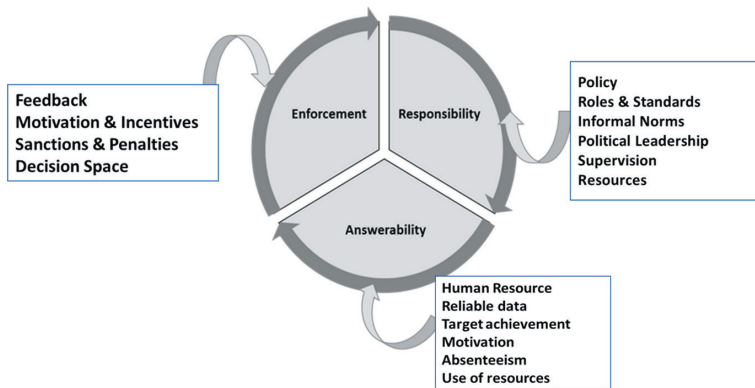 Enforcement
Responsibility
Answerability
Feedback
Motivation & Incentives
Sanctions & Penalties
Decision Space
Policy
Roles & Standards
Informal Norms
Political Leadership
Supervision
Resources
Human Resource
Reliable data
Target achievement
Motivation
Absenteeism
Use of resources